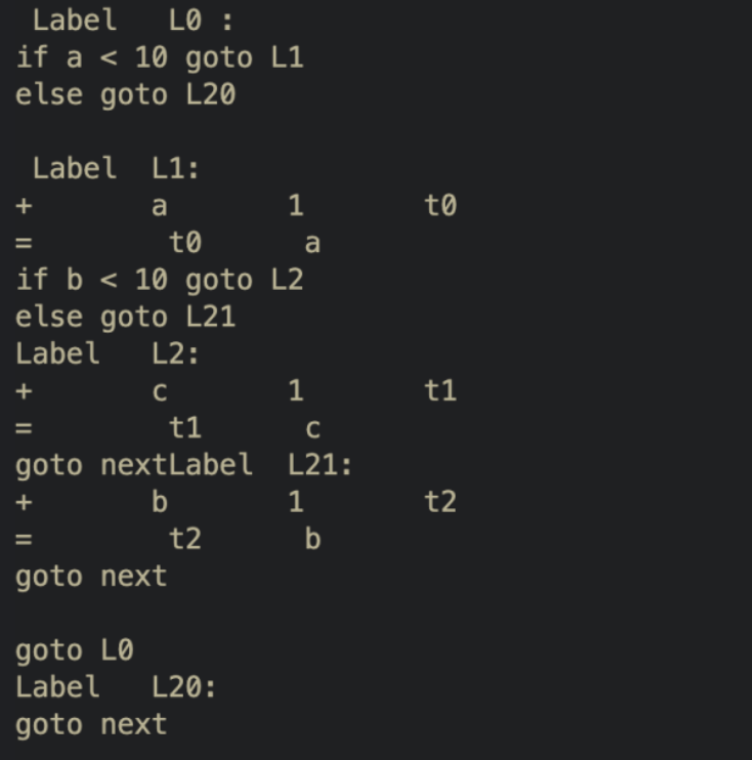 Label   L0 :
if a < 10 goto L1
else goto L20
Label  L1:
+       a       1       t0
=        t0      a
if b < 10 goto L2
else goto L21
Label   L2:
+       c       1       t1
=        t1      c
goto nextLabel  L21:
+       b       1       t2
=        t2      b
goto next
goto L0
Label   L20:
goto next